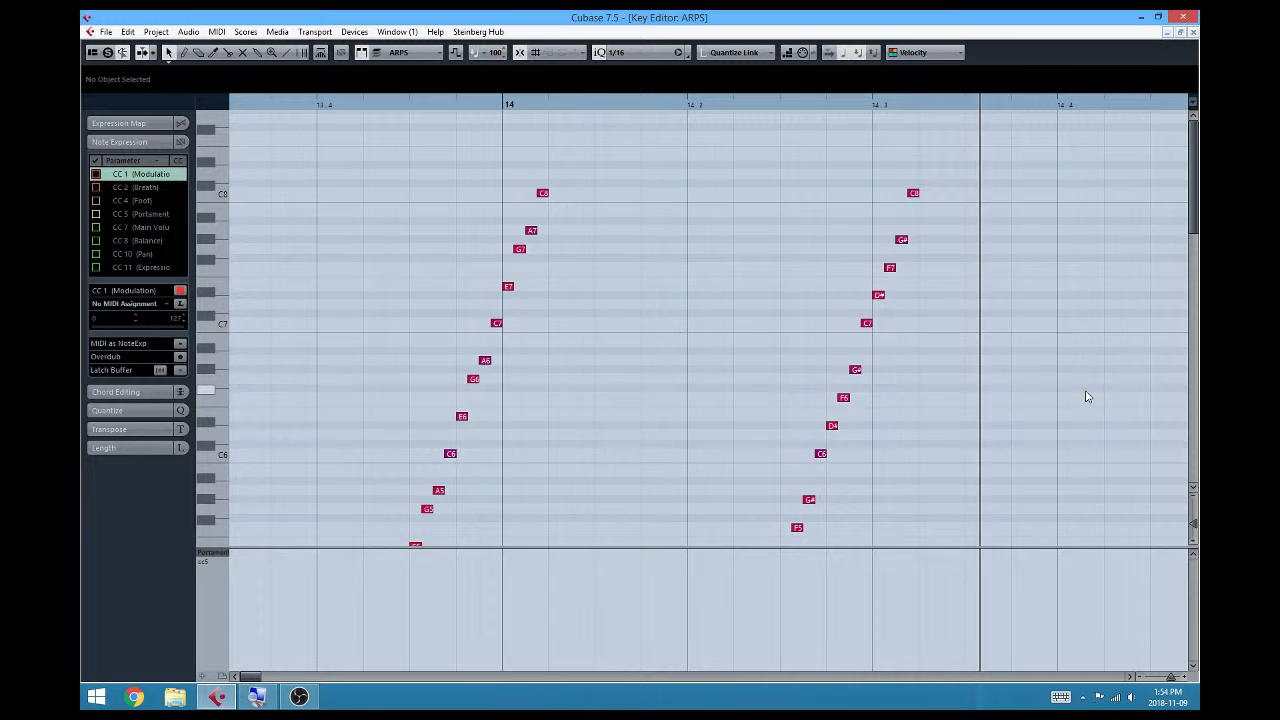 Cubase 7.5 - [Key Editor: ARPS]
File Edit Project Audio MIDI Scores Media Transport Devices Window (1) Help Steinberg Hub
ARPS 100 iQ 1/16 Quantize Link Velocity
No Object Selected
13. 4 14 14. 2 14. 3 14. 4
Expression Map
Note Expression
Parameter CC
CC 1 (Modulatio
CC 2 (Breath)
CC 4 (Foot)
CC 5 (Portament
CC 7 (Main Volu
CC 8 (Balance)
CC 10 (Pan)
CC 11 (Expressio
CC 1 (Modulation)
No MIDI Assignment
0 127
MIDI as NoteExp
Overdub
Latch Buffer
Chord Editing
Quantize
Transpose
Length
C8 C8 C8
A7
G7 G#
F7
E7 D#
C7 C7 C7
A6 G#
G6
F6
E6 D#
C6 C6 C6
A5 G#
G5
F5
Portament
cc5
1:54 PM
2018-11-09